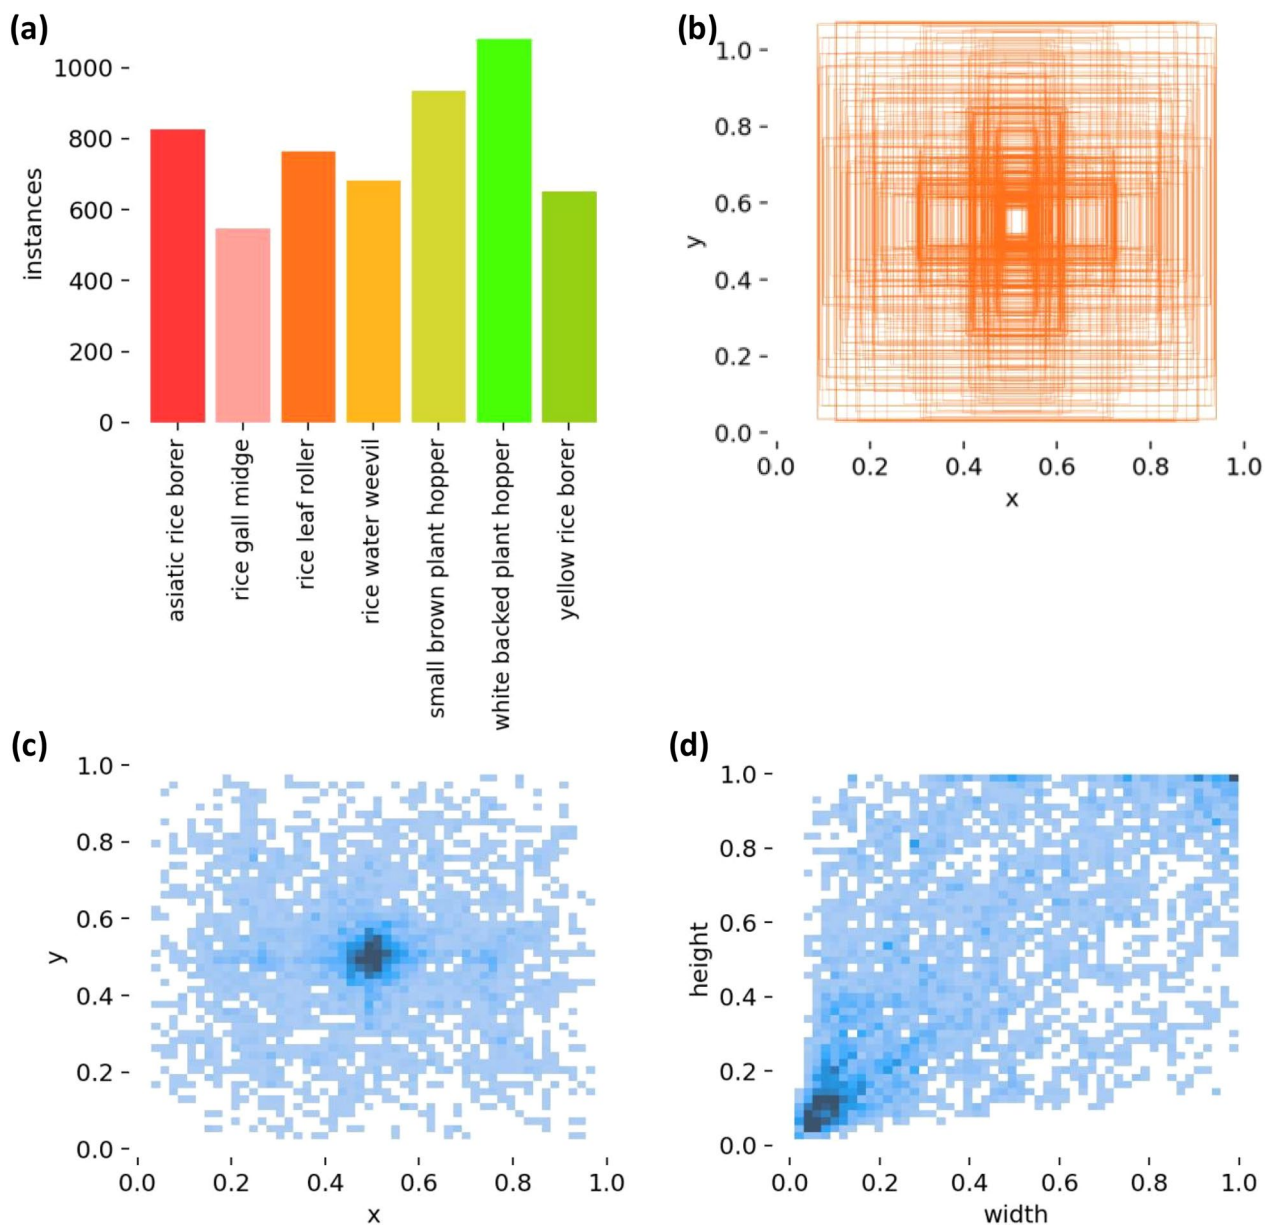 (a)
instances
1000
800
600
400
200
0
asiatic rice borer
rice gall midge
rice leaf roller
rice water weevil
small brown plant hopper
white backed plant hopper
yellow rice borer
(b)
y
1.0
0.8
0.6
0.4
0.2
0.0
0.0 0.2 0.4 0.6 0.8 1.0
x
(c)
y
1.0
0.8
0.6
0.4
0.2
0.0
0.0 0.2 0.4 0.6 0.8 1.0
x
(d)
height
1.0
0.8
0.6
0.4
0.2
0.0
0.0 0.2 0.4 0.6 0.8 1.0
width